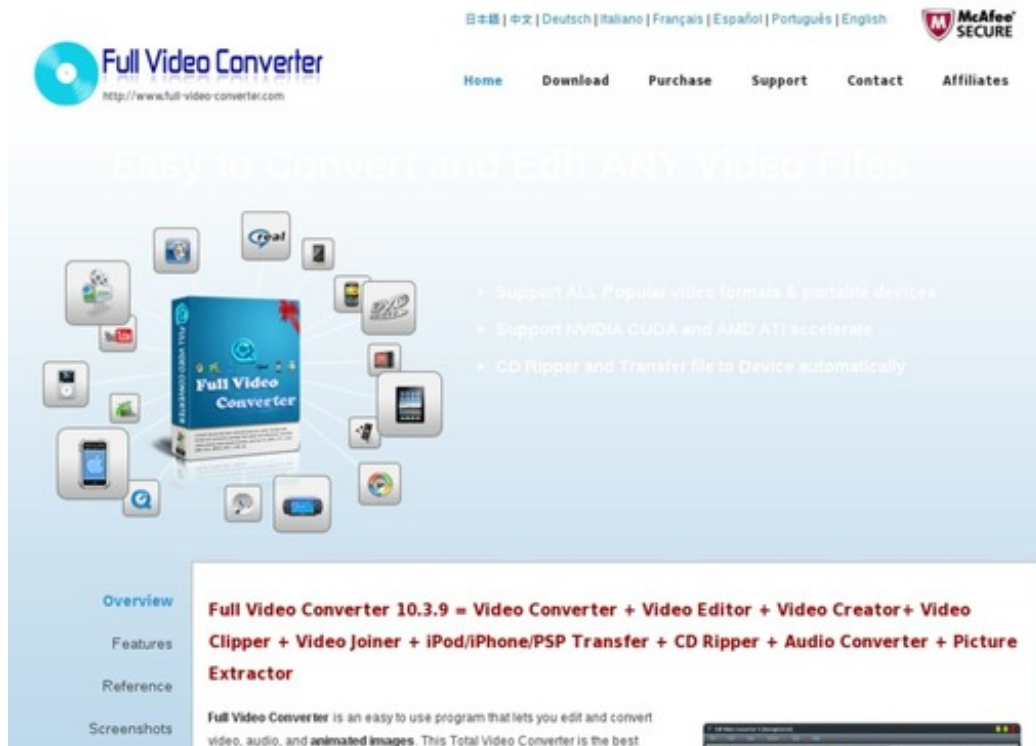 日本語 | 中文 | Deutsch | Italiano | Français | Español | Português | English
McAfee®
SECURE
Full Video Converter
http://www.full-video-converter.com
Home Download Purchase Support Contact Affiliates
Easy to Convert and Edit ANY Video Files
real
Support ALL Popular video formats & portable devices
Support NVIDIA CUDA and AMD ATi accelerate
CD Ripper and Transfer file to Device automatically
FULL VIDEO CONVERTER
Full Video
Converter
Overview
Features
Reference
Screenshots
Full Video Converter 10.3.9 = Video Converter + Video Editor + Video Creator+ Video
Clipper + Video Joiner + iPod/iPhone/PSP Transfer + CD Ripper + Audio Converter + Picture
Extractor
Full Video Converter is an easy to use program that lets you edit and convert
video, audio, and animated images. This Total Video Converter is the best